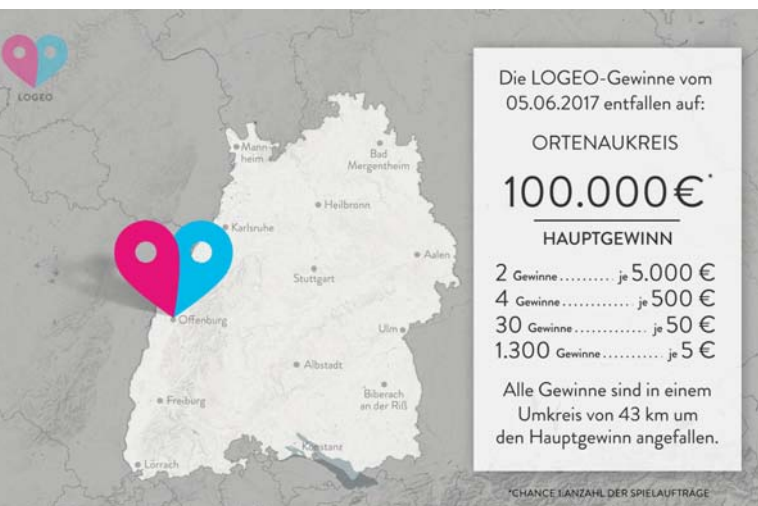 LOGEO
Mann-
heim
Bad
Mergentheim
Heilbronn
Karlsruhe
Aalen
Stuttgart
Offenburg
Ulm
Albstadt
Biberach
an der Riß
Freiburg
Konstanz
Lörrach
Die LOGEO-Gewinne vom
05.06.2017 entfallen auf:
ORTENAUKREIS
100.000 €*
HAUPTGEWINN
2 Gewinne ......... je 5.000 €
4 Gewinne ............. je 500 €
30 Gewinne ............ je 50 €
1.300 Gewinne ........... je 5 €
Alle Gewinne sind in einem
Umkreis von 43 km um
den Hauptgewinn angefallen.
*CHANCE 1:ANZAHL DER SPIELAUFTRÄGE